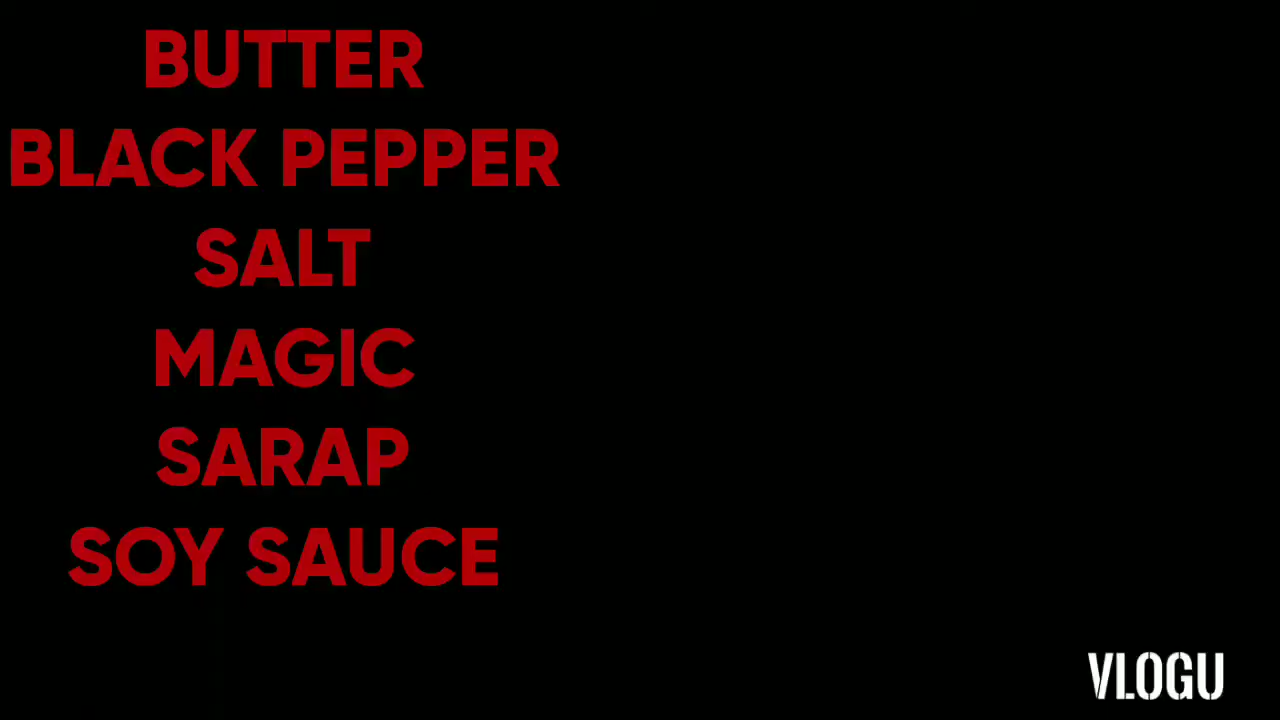 BUTTER
BLACK PEPPER
SALT
MAGIC
SARAP
SOY SAUCE
VLOGU